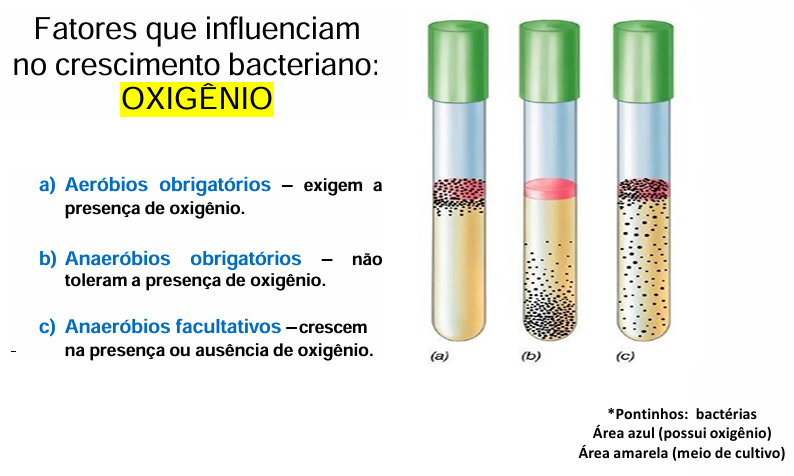 Fatores que influenciam
no crescimento bacteriano:
OXIGÊNIO
a) Aeróbios obrigatórios – exigem a
presença de oxigênio.
b) Anaeróbios obrigatórios – não
toleram a presença de oxigênio.
c) Anaeróbios facultativos – crescem
na presença ou ausência de oxigênio.
-
(a) (b) (c)
*Pontinhos: bactérias
Área azul (possui oxigênio)
Área amarela (meio de cultivo)